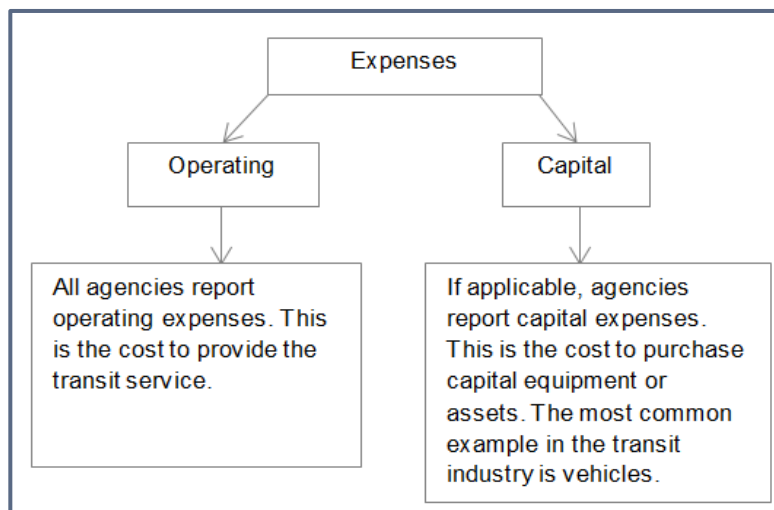 Expenses
Operating
Capital
All agencies report
operating expenses. This
is the cost to provide the
transit service.
If applicable, agencies
report capital expenses.
This is the cost to purchase
capital equipment or
assets. The most common
example in the transit
industry is vehicles.